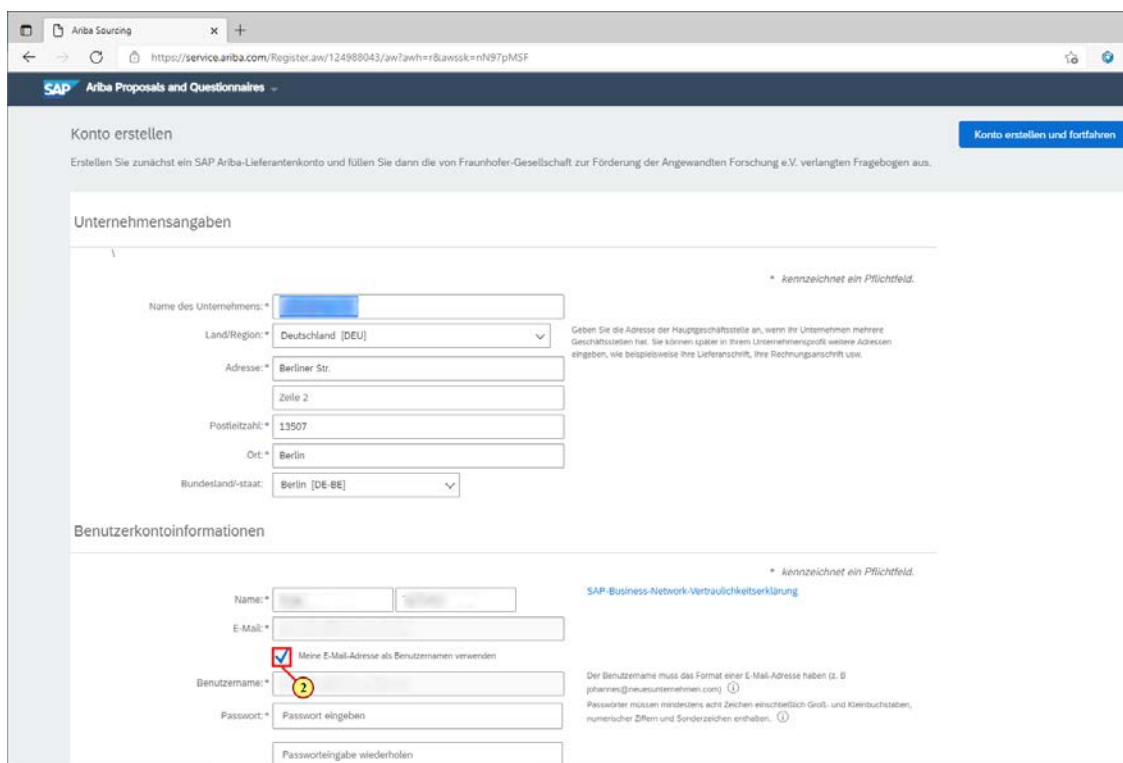 Ariba Sourcing
https://service.ariba.com/Register.aw/124988043/aw?awh=r&awssk=nN97pMSF
SAP Ariba Proposals and Questionnaires
Konto erstellen
Konto erstellen und fortfahren
Erstellen Sie zunächst ein SAP Ariba-Lieferantenkonto und füllen Sie dann die von Fraunhofer-Gesellschaft zur Förderung der Angewandten Forschung e.V. verlangten Fragebogen aus.
Unternehmensangaben
\
* kennzeichnet ein Pflichtfeld.
Name des Unternehmens: *
Land/Region: * Deutschland [DEU]
Geben Sie die Adresse der Hauptgeschäftsstelle an, wenn Ihr Unternehmen mehrere
Geschäftsstellen hat. Sie können später in Ihrem Unternehmensprofil weitere Adressen
eingeben, wie beispielsweise Ihre Lieferanschrift, Ihre Rechnungsanschrift usw.
Adresse: * Berliner Str.
Zeile 2
Postleitzahl: * 13507
Ort: * Berlin
Bundesland/-staat: Berlin [DE-BE]
Benutzerkontoinformationen
* kennzeichnet ein Pflichtfeld.
Name: *
SAP-Business-Network-Vertraulichkeitserklärung
E-Mail: *
Meine E-Mail-Adresse als Benutzernamen verwenden
2
Benutzername: *
Der Benutzername muss das Format einer E-Mail-Adresse haben (z. B
johannes@neuesunternehmen.com)
Passwort: * Passwort eingeben
Passwörter müssen mindestens acht Zeichen einschließlich Groß- und Kleinbuchstaben,
numerischer Ziffern und Sonderzeichen enthalten.
Passworteingabe wiederholen